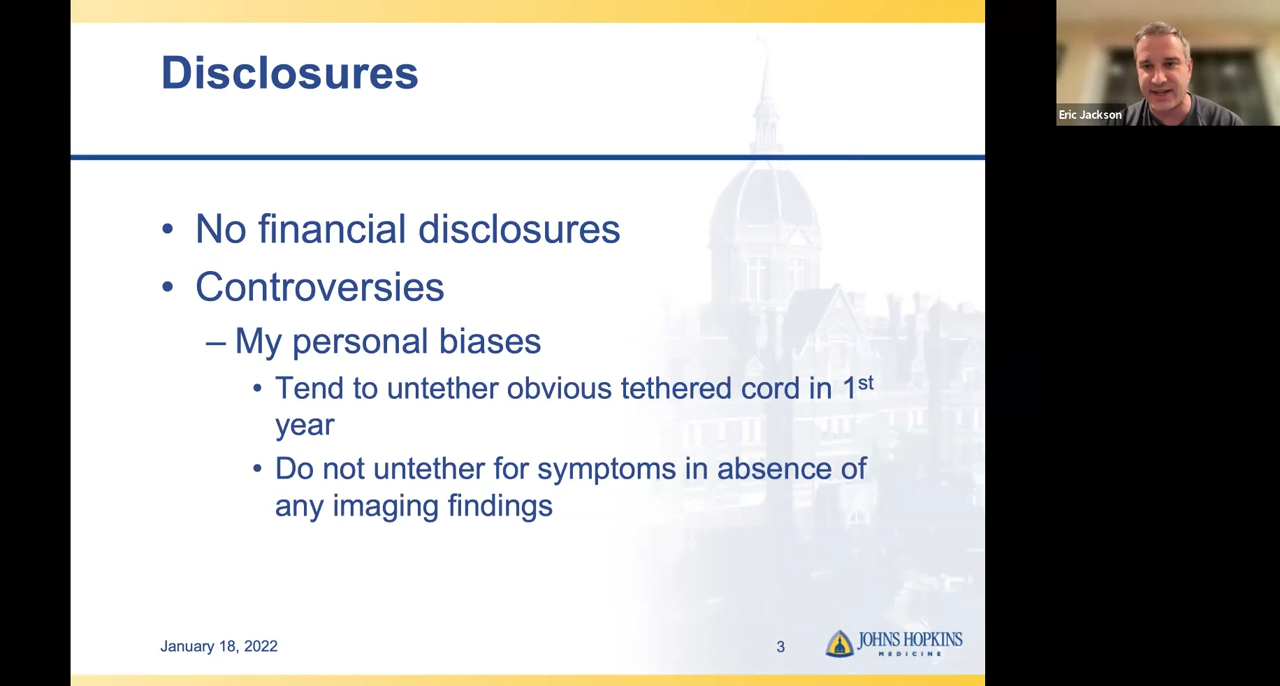 Disclosures
• No financial disclosures
• Controversies
– My personal biases
• Tend to untether obvious tethered cord in 1st
year
• Do not untether for symptoms in absence of
any imaging findings
January 18, 2022
3
JOHNS HOPKINS
MEDICINE
Eric Jackson